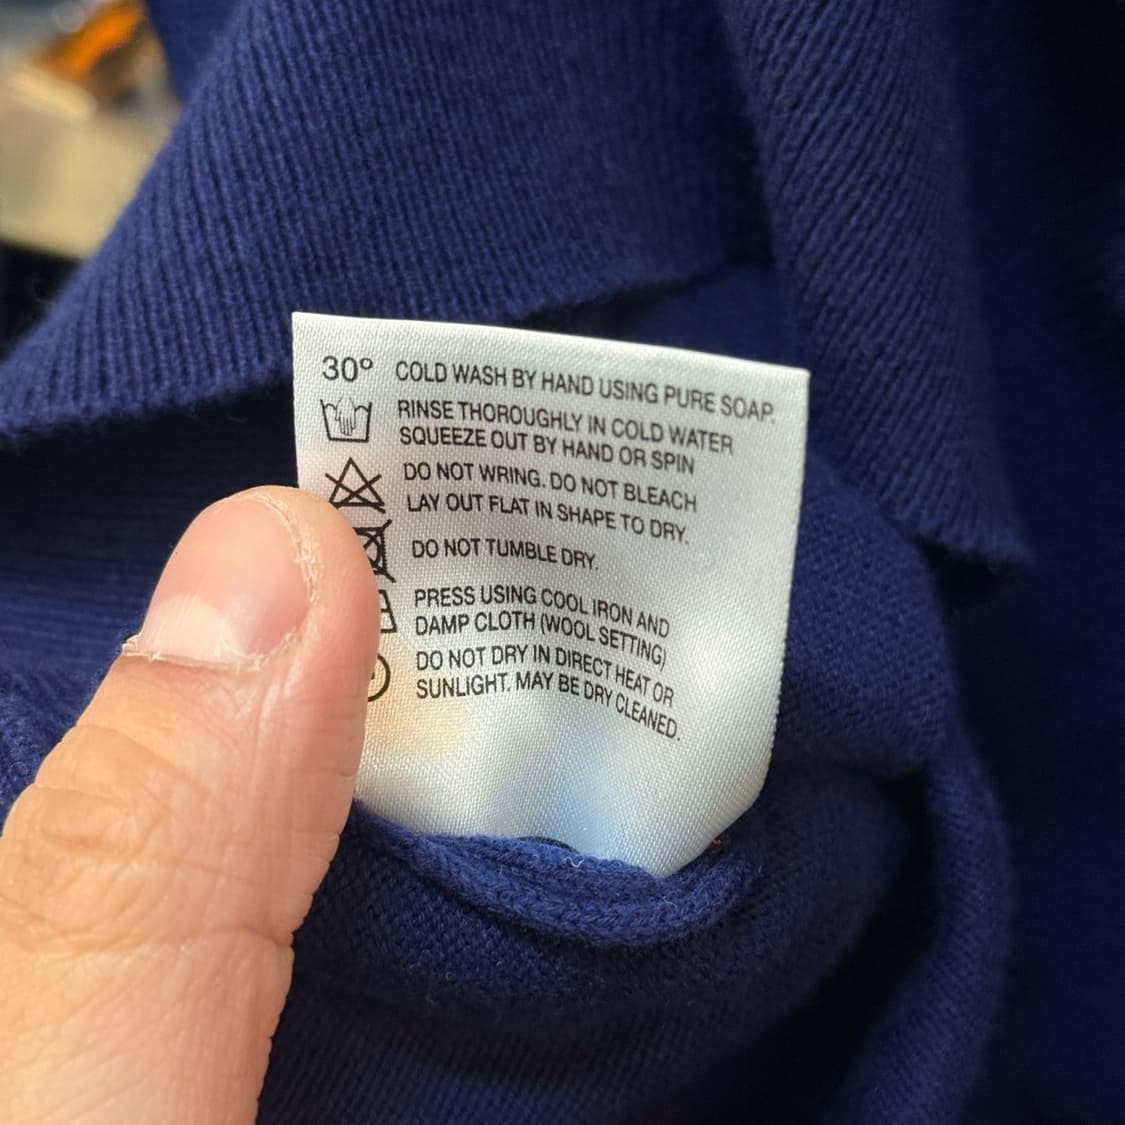 30° COLD WASH BY HAND USING PURE SOAP.
RINSE THOROUGHLY IN COLD WATER
SQUEEZE OUT BY HAND OR SPIN
DO NOT WRING. DO NOT BLEACH
LAY OUT FLAT IN SHAPE TO DRY.
DO NOT TUMBLE DRY.
PRESS USING COOL IRON AND
DAMP CLOTH (WOOL SETTING)
DO NOT DRY IN DIRECT HEAT OR
SUNLIGHT. MAY BE DRY CLEANED.